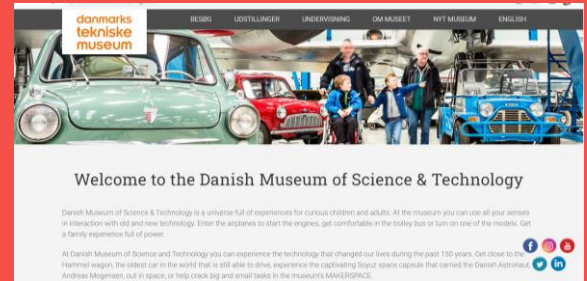 danmarks
tekniske
museum
BESØG UDSTILLINGER UNDERVISNING OM MUSEET NYT MUSEUM ENGLISH
Welcome to the Danish Museum of Science & Technology
Danish Museum of Science & Technology is a universe full of experiences for curious children and adults. At the museum you can use all your senses
in interaction with old and new technology. Enter the airplanes to start the engines, get comfortable in the trolley bus or turn on one of the models. Get
a family experience full of power.
At Danish Museum of Science and Technology you can experience the technology that changed our lives during the past 150 years. Get close to the
Hammel wagon, the oldest car in the world that is still able to drive, experience the captivating Soyuz space capsule that carried the Danish Astronaut,
Andreas Mogensen, out in space, or help crack big and small tasks in the museum's MAKERSPACE.